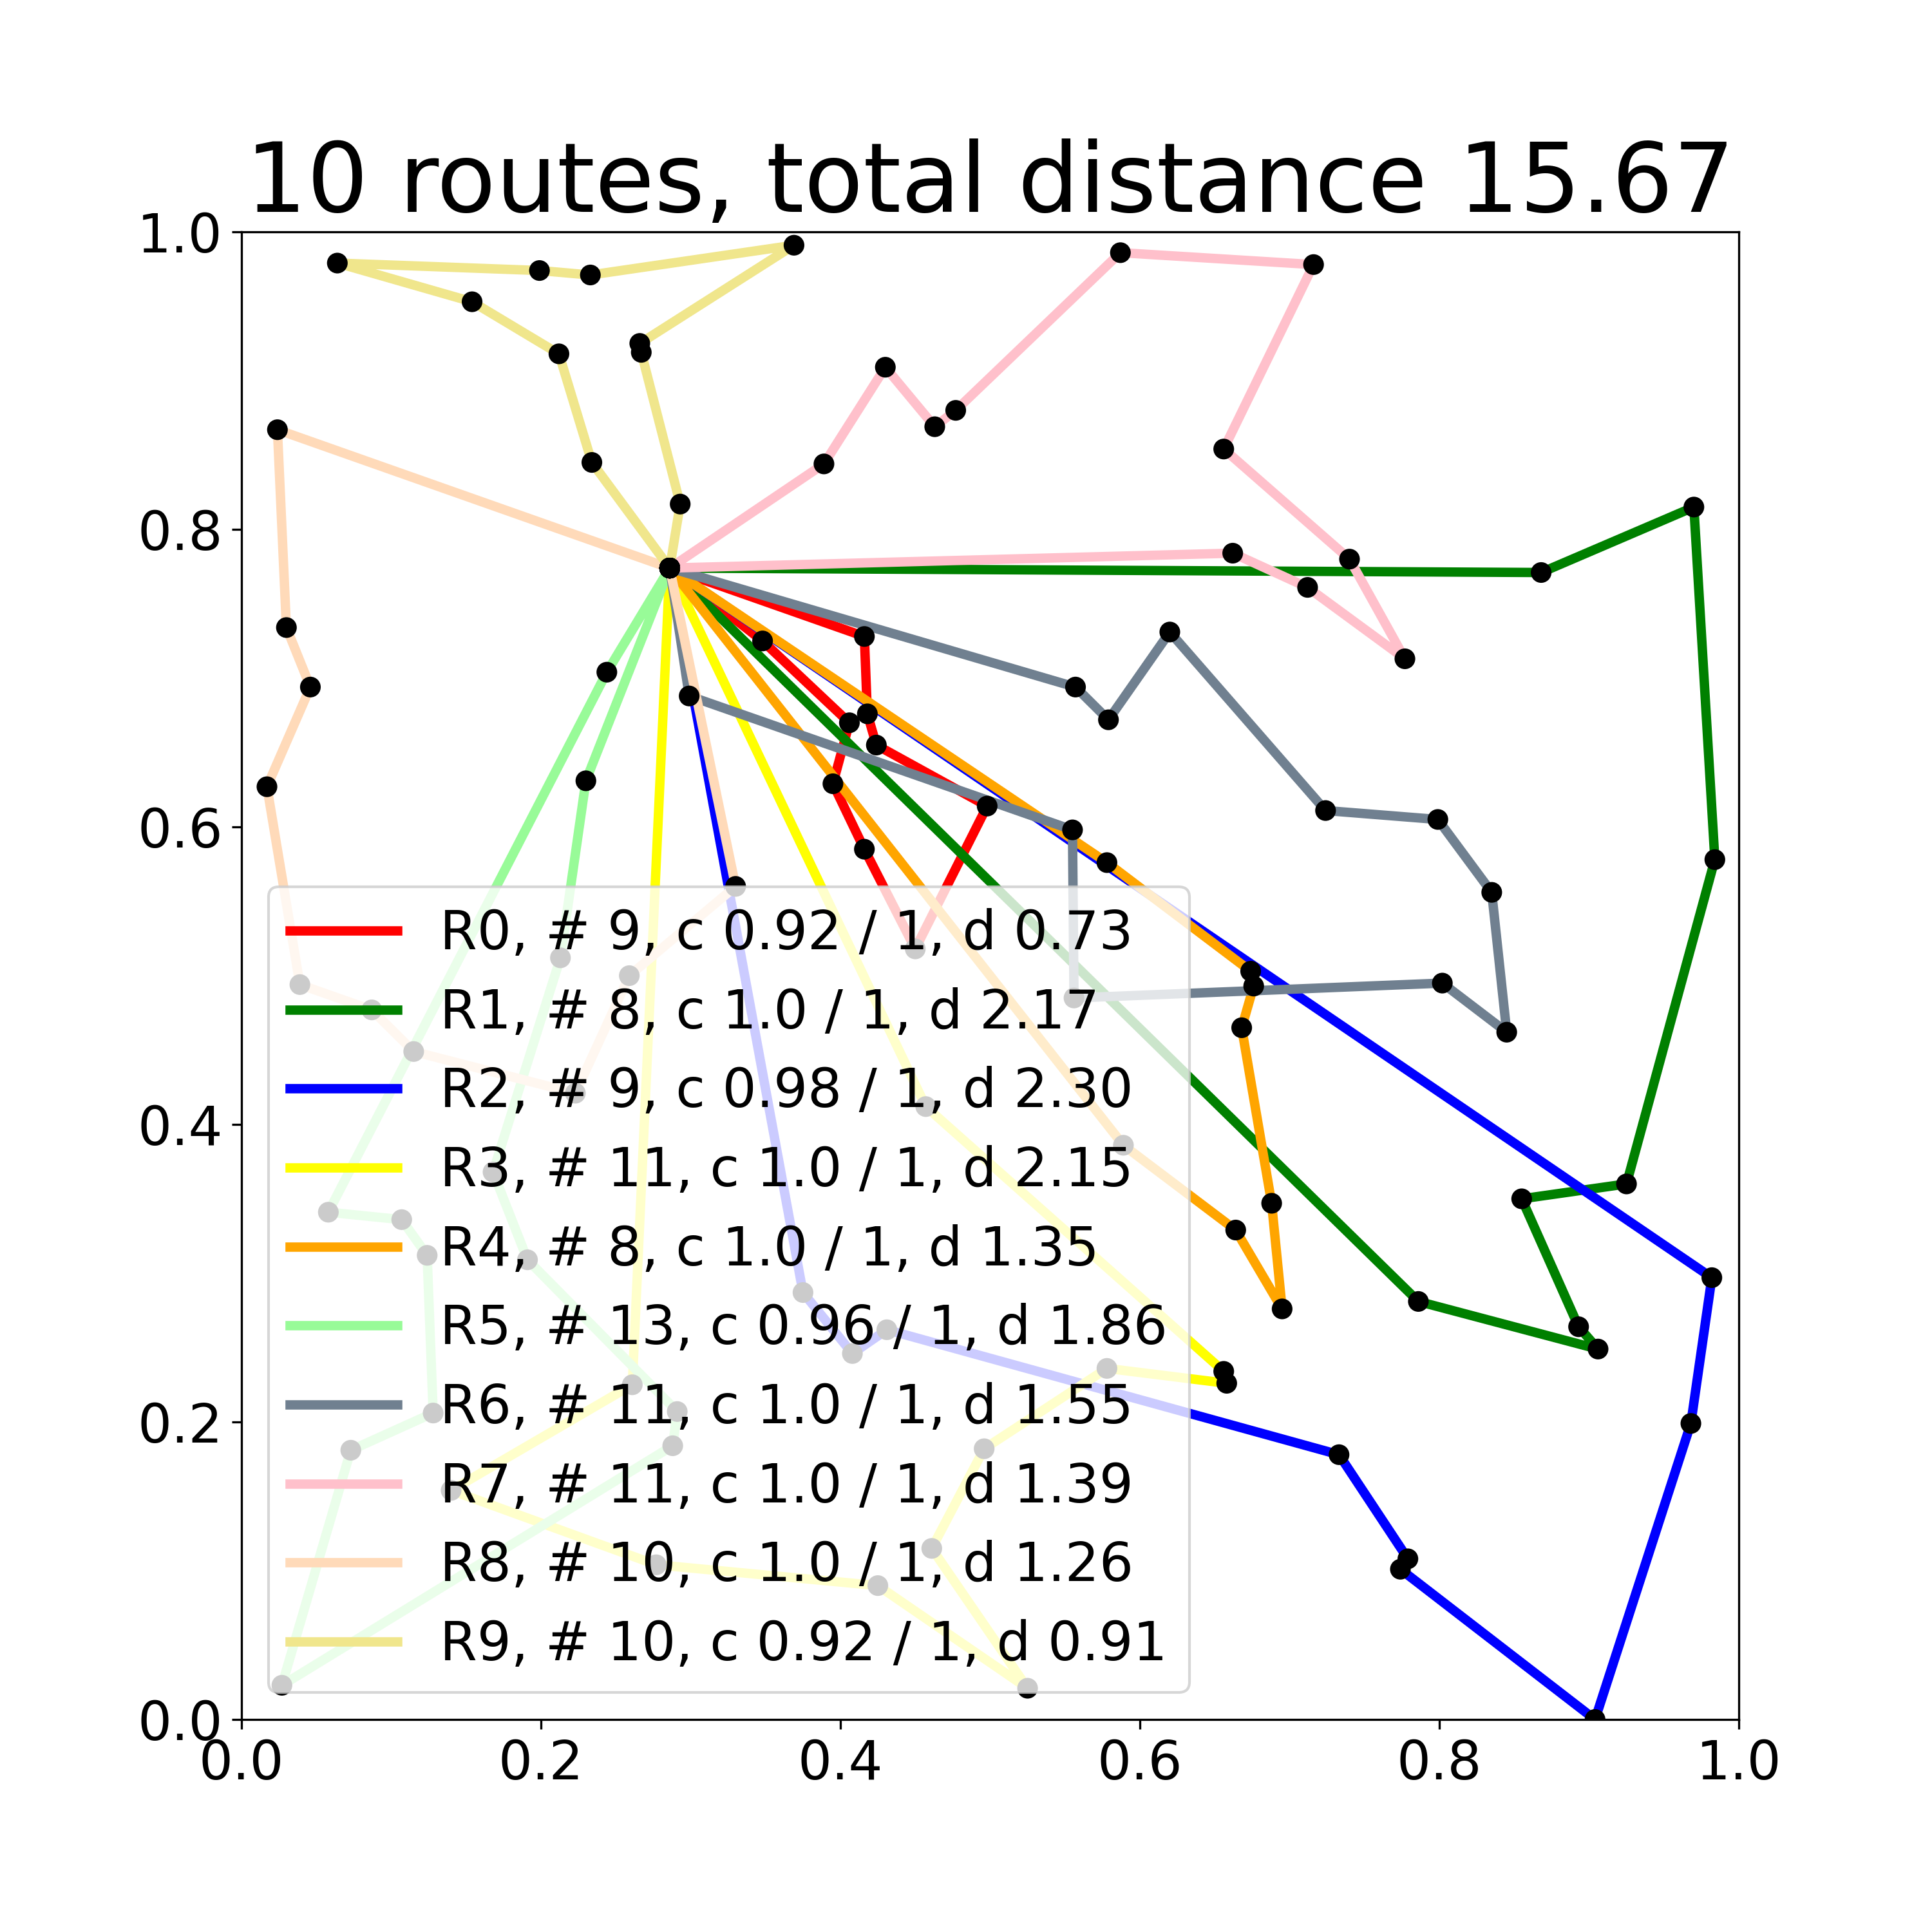 10 routes, total distance 15.67
1.0
0.8
0.6
0.4
0.2
0.0
R0, # 9, c 0.92 / 1, d 0.73
R1, # 8, c 1.0 / 1, d 2.17
R2, # 9, c 0.98 / 1, d 2.30
R3, # 11, c 1.0 / 1, d 2.15
R4, # 8, c 1.0 / 1, d 1.35
R5, # 13, c 0.96 / 1, d 1.86
R6, # 11, c 1.0 / 1, d 1.55
R7, # 11, c 1.0 / 1, d 1.39
R8, # 10, c 1.0 / 1, d 1.26
R9, # 10, c 0.92 / 1, d 0.91
0.0 0.2 0.4 0.6 0.8 1.0